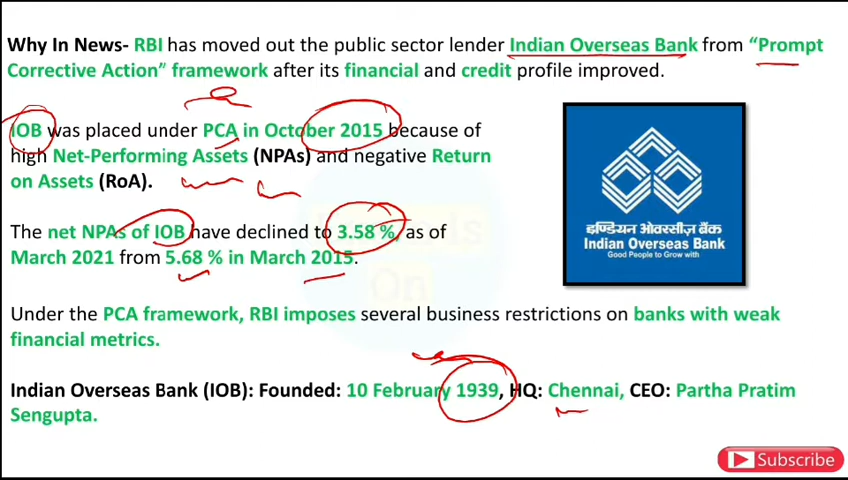 Why In News- RBI has moved out the public sector lender Indian Overseas Bank from “Prompt
Corrective Action” framework after its financial and credit profile improved.
IOB was placed under PCA in October 2015 because of
high Net-Performing Assets (NPAs) and negative Return
on Assets (RoA).
The net NPAs of IOB have declined to 3.58 %, as of
March 2021 from 5.68 % in March 2015.
इण्डियन ओवरसीज़ बैंक
Indian Overseas Bank
Good People to Grow with
Under the PCA framework, RBI imposes several business restrictions on banks with weak
financial metrics.
Indian Overseas Bank (IOB): Founded: 10 February 1939, HQ: Chennai, CEO: Partha Pratim
Sengupta.
Subscribe